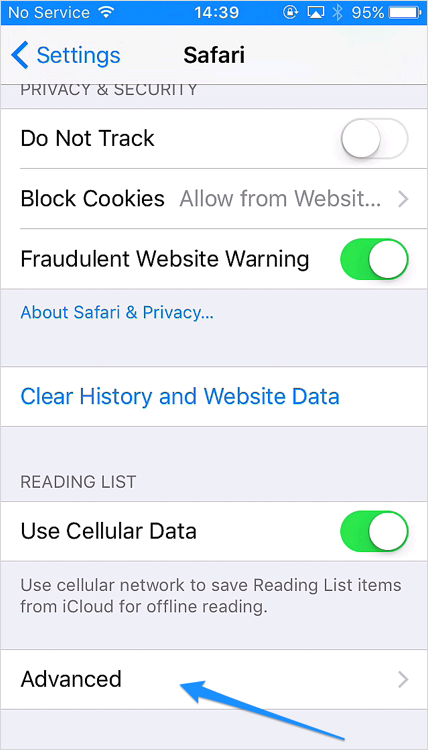 No Service 14:39 95%
Settings Safari
PRIVACY & SECURITY
Do Not Track
Block Cookies Allow from Websit...
Fraudulent Website Warning
About Safari & Privacy...
Clear History and Website Data
READING LIST
Use Cellular Data
Use cellular network to save Reading List items
from iCloud for offline reading.
Advanced